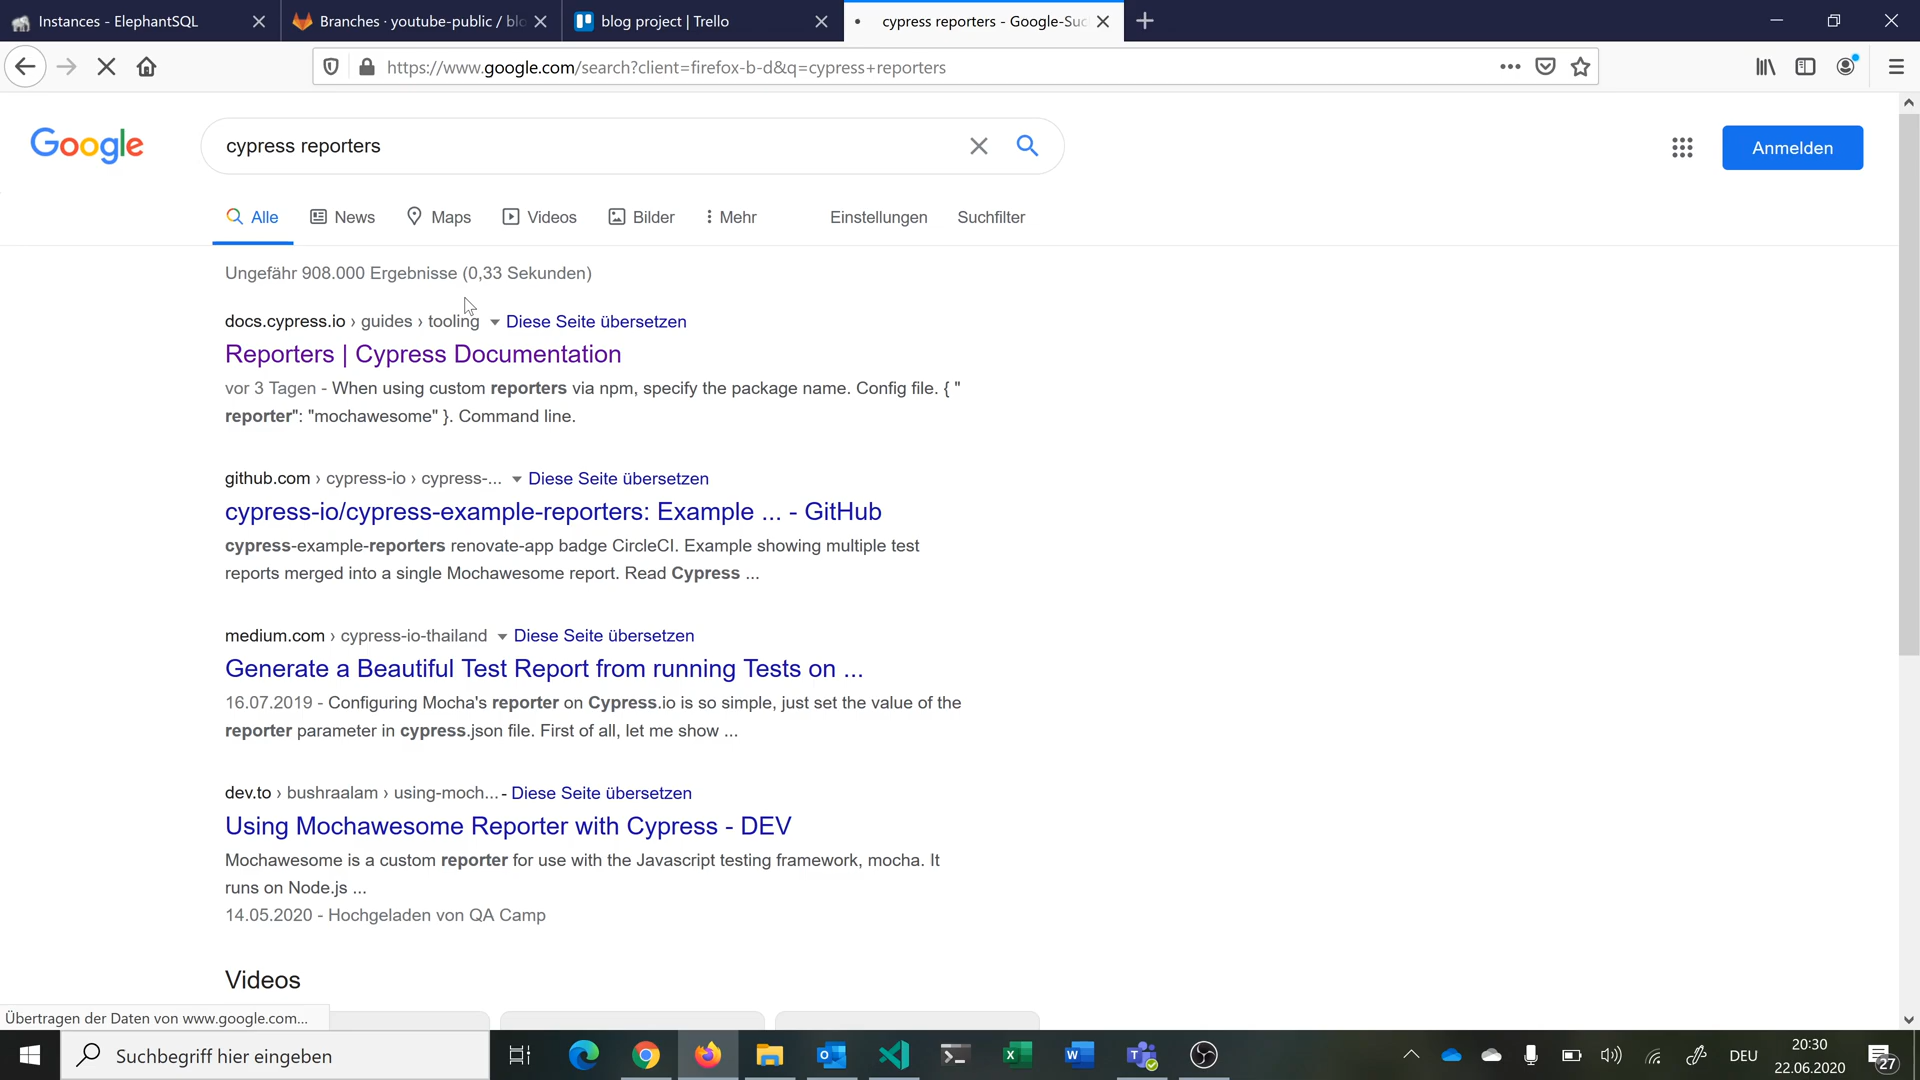 Instances - ElephantSQL
Branches · youtube-public / blo
blog project | Trello
cypress reporters - Google-Suc
https://www.google.com/search?client=firefox-b-d&q=cypress+reporters
Google
cypress reporters
Anmelden
Alle
News
Maps
Videos
Bilder
Mehr
Einstellungen
Suchfilter
Ungefähr 908.000 Ergebnisse (0,33 Sekunden)
docs.cypress.io › guides › tooling
Diese Seite übersetzen
Reporters | Cypress Documentation
vor 3 Tagen - When using custom reporters via npm, specify the package name. Config file. { "
reporter": "mochawesome" }. Command line.
github.com › cypress-io › cypress-...
Diese Seite übersetzen
cypress-io/cypress-example-reporters: Example ... - GitHub
cypress-example-reporters renovate-app badge CircleCI. Example showing multiple test
reports merged into a single Mochawesome report. Read Cypress ...
medium.com › cypress-io-thailand
Diese Seite übersetzen
Generate a Beautiful Test Report from running Tests on ...
16.07.2019 - Configuring Mocha's reporter on Cypress.io is so simple, just set the value of the
reporter parameter in cypress.json file. First of all, let me show ...
dev.to › bushraalam › using-moch... - Diese Seite übersetzen
Using Mochawesome Reporter with Cypress - DEV
Mochawesome is a custom reporter for use with the Javascript testing framework, mocha. It
runs on Node.js ...
14.05.2020 - Hochgeladen von QA Camp
Videos
Übertragen der Daten von www.google.com...
Suchbegriff hier eingeben
DEU
20:30
22.06.2020
27